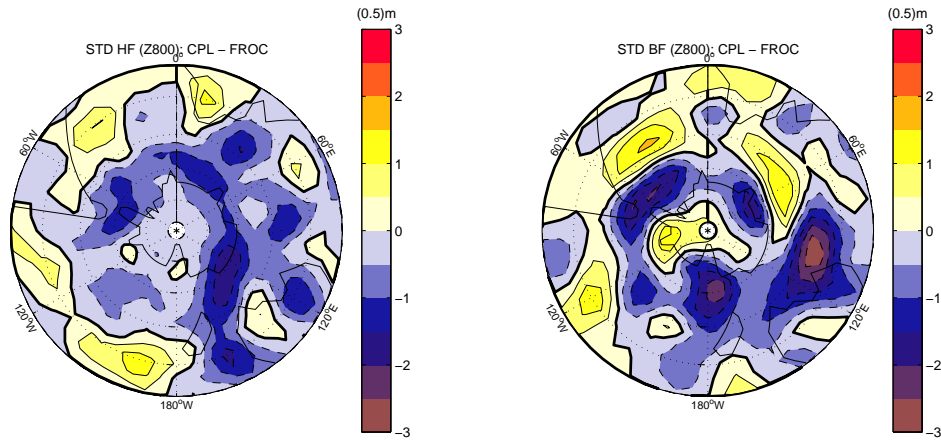 (0.5)m
STD HF (Z800): CPL − FROC
0°
60°W
60°E
120°W
120°E
180°W
3
2
1
0
−1
−2
−3
(0.5)m
STD BF (Z800): CPL − FROC
0°
60°W
60°E
120°W
120°E
180°W
3
2
1
0
−1
−2
−3